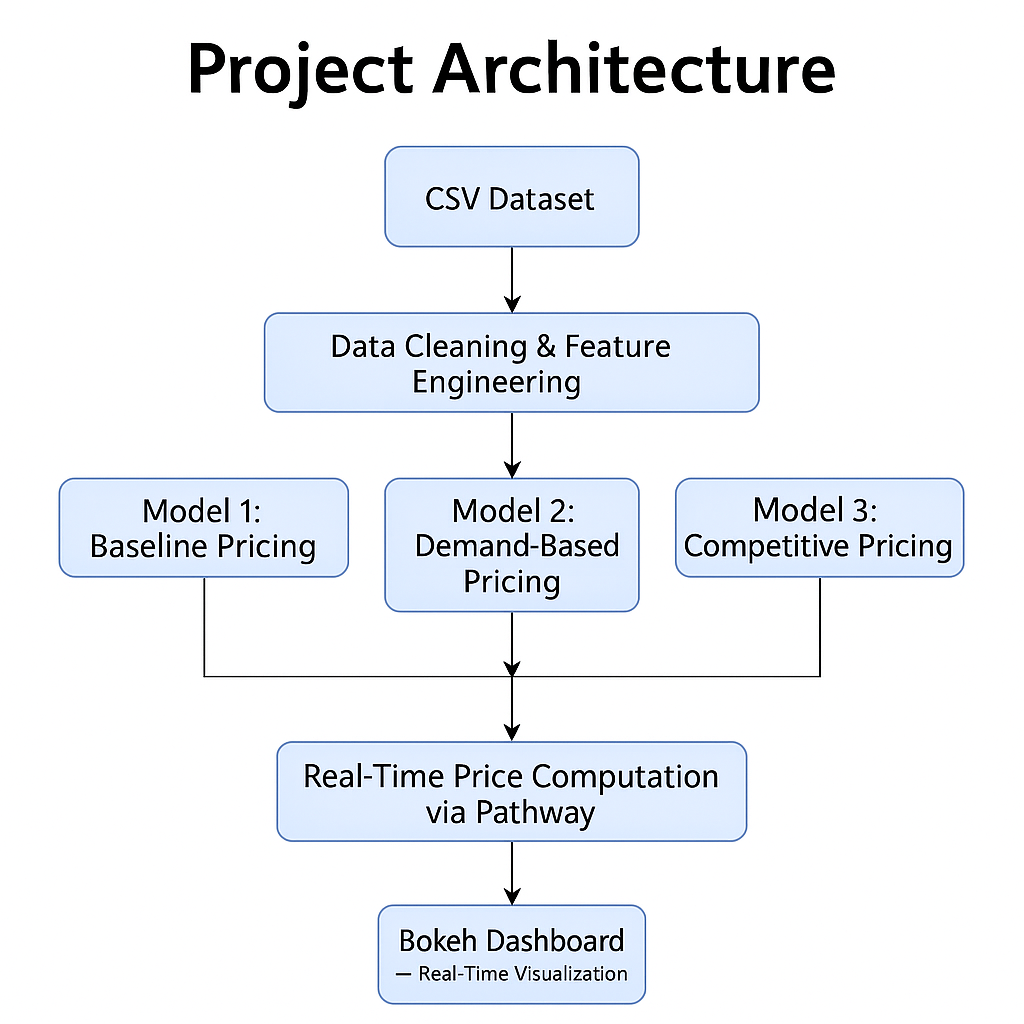 Project Architecture
CSV Dataset
Data Cleaning & Feature
Engineering
Model 1:
Baseline Pricing
Model 2:
Demand-Based
Pricing
Model 3:
Competitive Pricing
Real-Time Price Computation
via Pathway
Bokeh Dashboard
— Real-Time Visualization